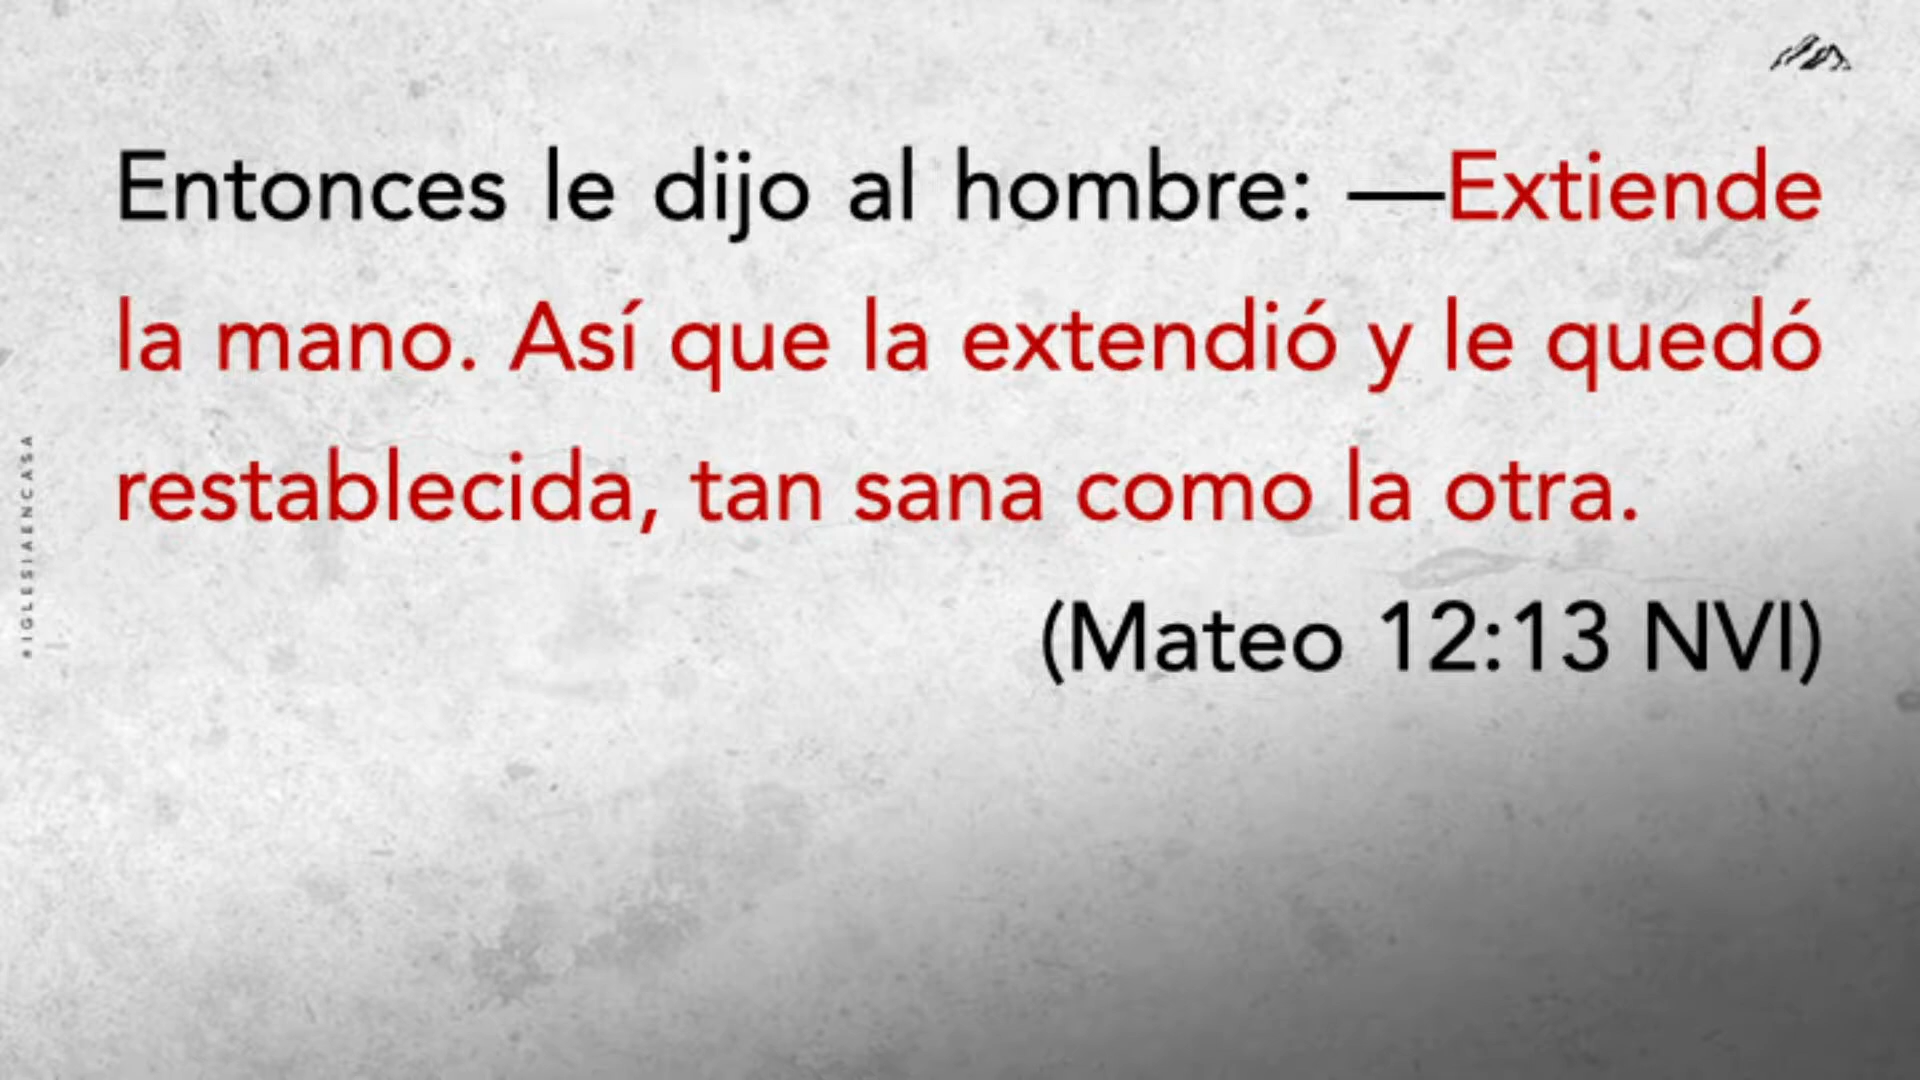 Entonces le dijo al hombre: —Extiende
la mano. Así que la extendió y le quedó
restablecida, tan sana como la otra.
(Mateo 12:13 NVI)
#IGLESIAENCASA